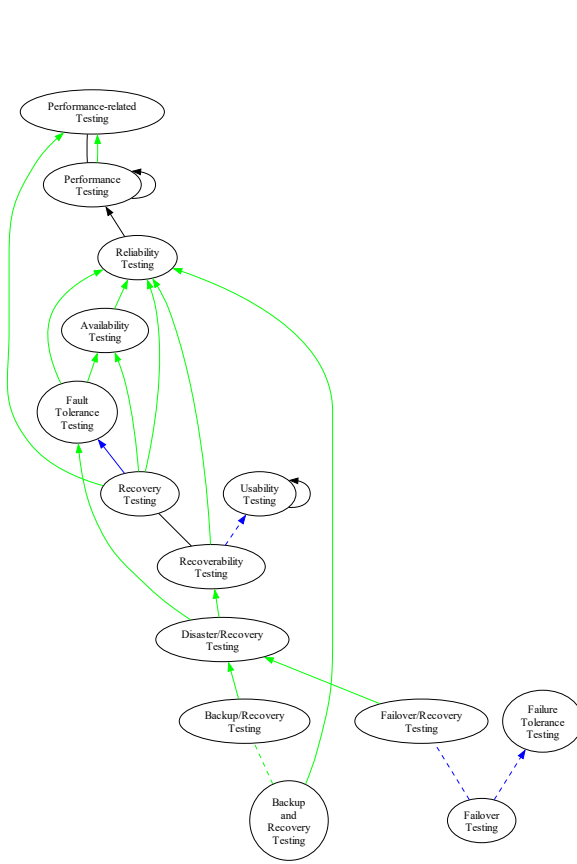 Performance-related
Testing
Performance
Testing
Reliability
Testing
Availability
Testing
Fault
Tolerance
Testing
Recovery
Testing
Usability
Testing
Recoverability
Testing
Disaster/Recovery
Testing
Backup/Recovery
Testing
Failover/Recovery
Testing
Failure
Tolerance
Testing
Backup
and
Recovery
Testing
Failover
Testing